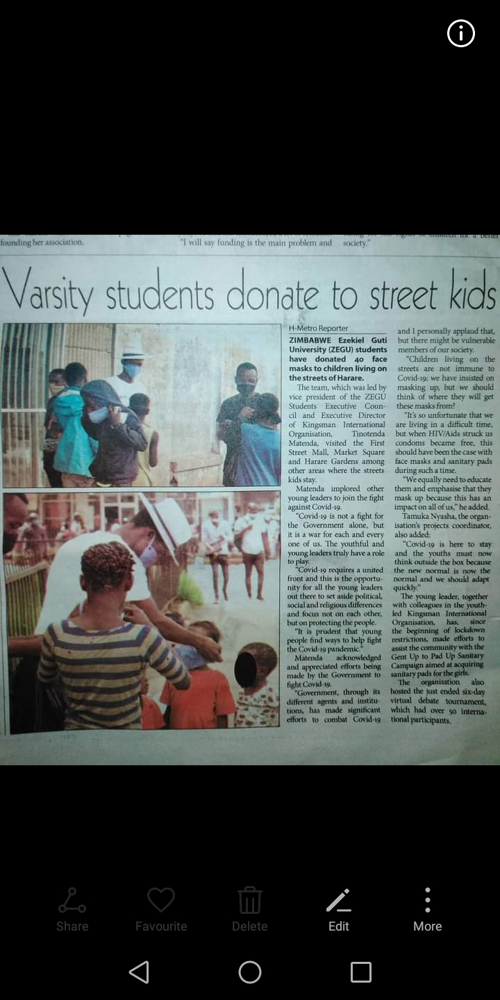 founding her association.
"I will say funding is the main problem and
society."
Varsity students donate to street kids
H-Metro Reporter
ZIMBABWE Ezekiel Guti
University (ZEGU) students
have donated 40 face
masks to children living on
the streets of Harare.
The team, which was led by
vice president of the ZEGU
Students Executive Coun-
cil and Executive Director
of Kingsman International
Organisation, Tinotenda
Matenda, visited the First
Street Mall, Market Square
and Harare Gardens among
other areas where the streets
kids stay.
Matenda implored other
young leaders to join the fight
against Covid-19.
"Covid-19 is not a fight for
the Government alone, but
it is a war for each and every
one of us. The youthful and
young leaders truly have a role
to play.
"Covid-19 requires a united
front and this is the opportu-
nity for all the young leaders
out there to set aside political,
social and religious differences
and focus not on each other,
but on protecting the people.
"It is prudent that young
people find ways to help fight
the Covid-19 pandemic."
Matenda acknowledged
and appreciated efforts being
made by the Government to
fight Covid-19.
"Government, through its
different agents and institu-
tions, has made significant
efforts to combat Covid-19
and I personally applaud that,
but there might be vulnerable
members of our society.
"Children living on the
streets are not immune to
Covid-19; we have insisted on
masking up, but we should
think of where they will get
these masks from?
"It's so unfortunate that we
are living in a difficult time,
but when HIV/Aids struck us
condoms became free, this
should have been the case with
face masks and sanitary pads
during such a time.
"We equally need to educate
them and emphasise that they
mask up because this has an
impact on all of us," he added.
Tamuka Nyasha, the organ-
isation's projects coordinator,
also added:
"Covid-19 is here to stay
and the youths must now
think outside the box because
the new normal is now the
normal and we should adapt
quickly."
The young leader, together
with colleagues in the youth-
led Kingsman International
Organisation, has, since
the beginning of lockdown
restrictions, made efforts to
assist the community with the
Gent Up to Pad Up Sanitary
Campaign aimed at acquiring
sanitary pads for the girls.
The organisation also
hosted the just ended six-day
virtual debate tournament,
which had over 50 interna-
tional participants.
Share
Favourite
Delete
Edit
More